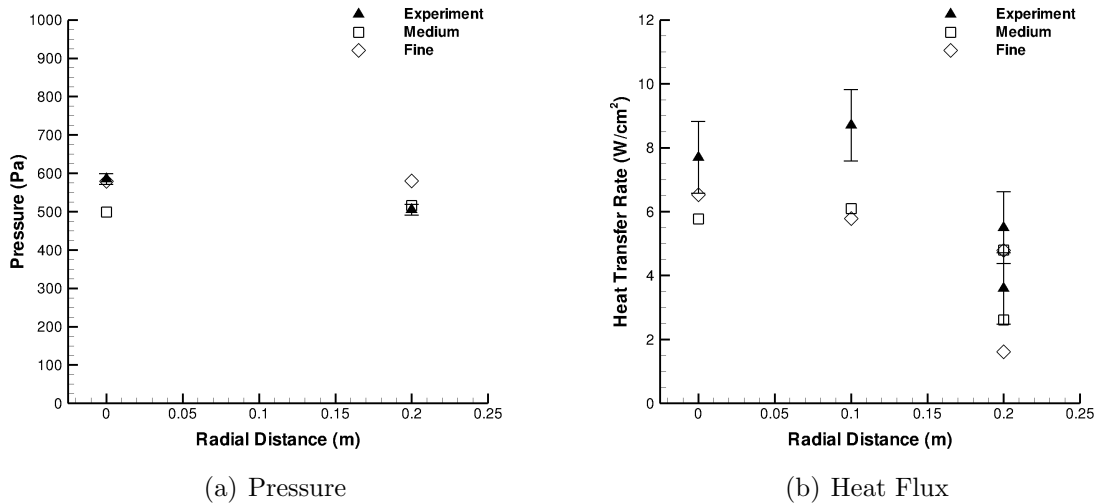 Experiment
Medium
Fine
1000
900
800
700
600
500
400
300
200
100
0
Pressure (Pa)
0 0.05 0.1 0.15 0.2 0.25
Radial Distance (m)
(a) Pressure
Experiment
Medium
Fine
12
10
8
6
4
2
0
Heat Transfer Rate (W/cm²)
0 0.05 0.1 0.15 0.2 0.25
Radial Distance (m)
(b) Heat Flux